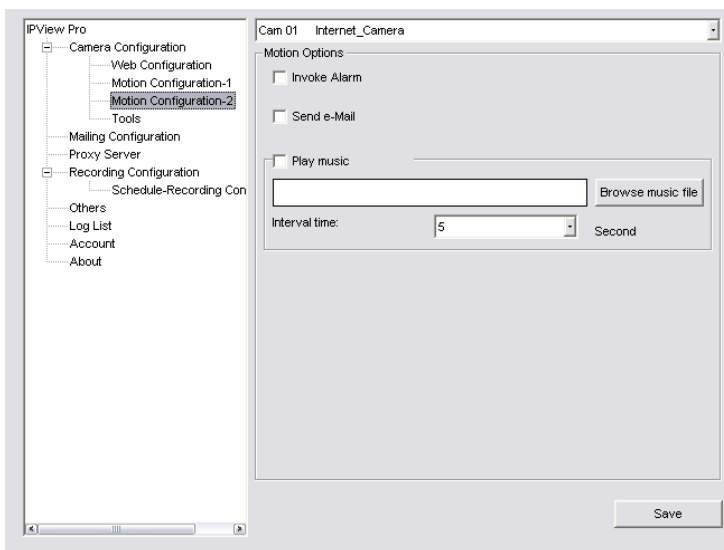 IPView Pro
Camera Configuration
Web Configuration
Motion Configuration-1
Motion Configuration-2
Tools
Mailing Configuration
Proxy Server
Recording Configuration
Schedule-Recording Con
Others
Log List
Account
About
Cam 01 Internet_Camera
Motion Options
Invoke Alarm
Send e-Mail
Play music
Browse music file
Interval time: 5 Second
Save